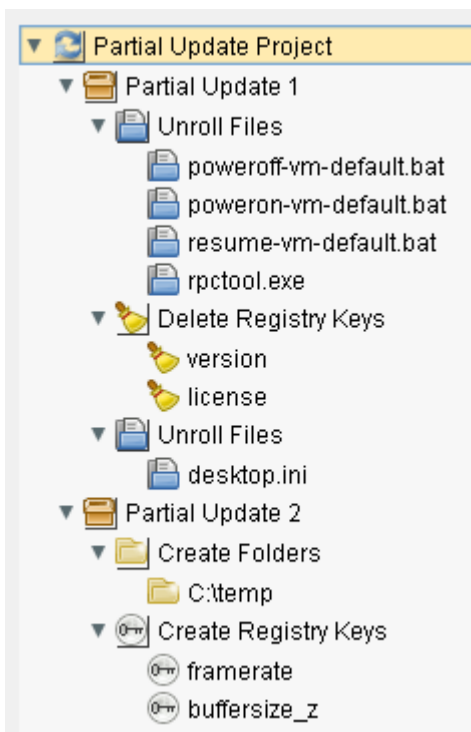 Partial Update Project
Partial Update 1
Unroll Files
poweroff-vm-default.bat
poweron-vm-default.bat
resume-vm-default.bat
rpctool.exe
Delete Registry Keys
version
license
Unroll Files
desktop.ini
Partial Update 2
Create Folders
C:\temp
Create Registry Keys
framerate
buffersize_z